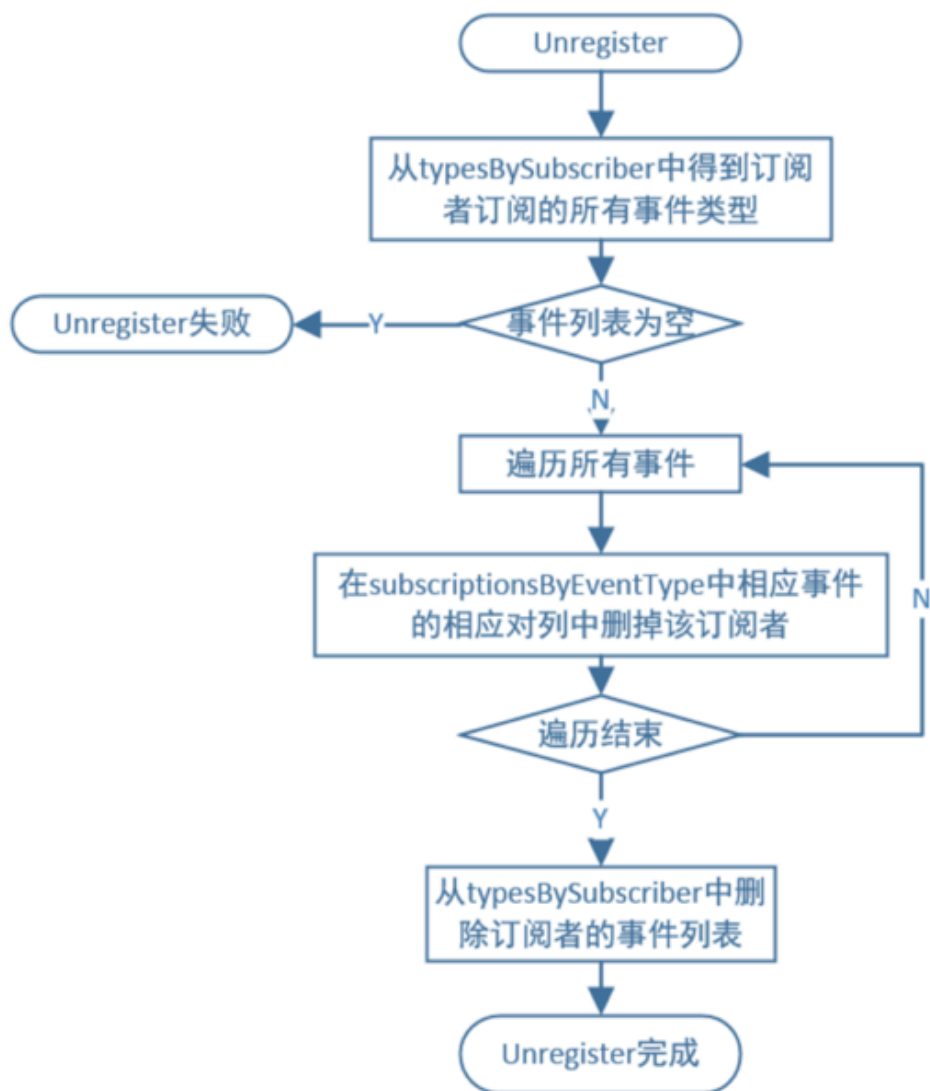 Unregister
从typesBySubscriber中得到订阅
者订阅的所有事件类型
Unregister失败
Y
事件列表为空
N
遍历所有事件
在subscriptionsByEventType中相应事件
的相应对列中删掉该订阅者
N
遍历结束
Y
从typesBySubscriber中删
除订阅者的事件列表
Unregister完成